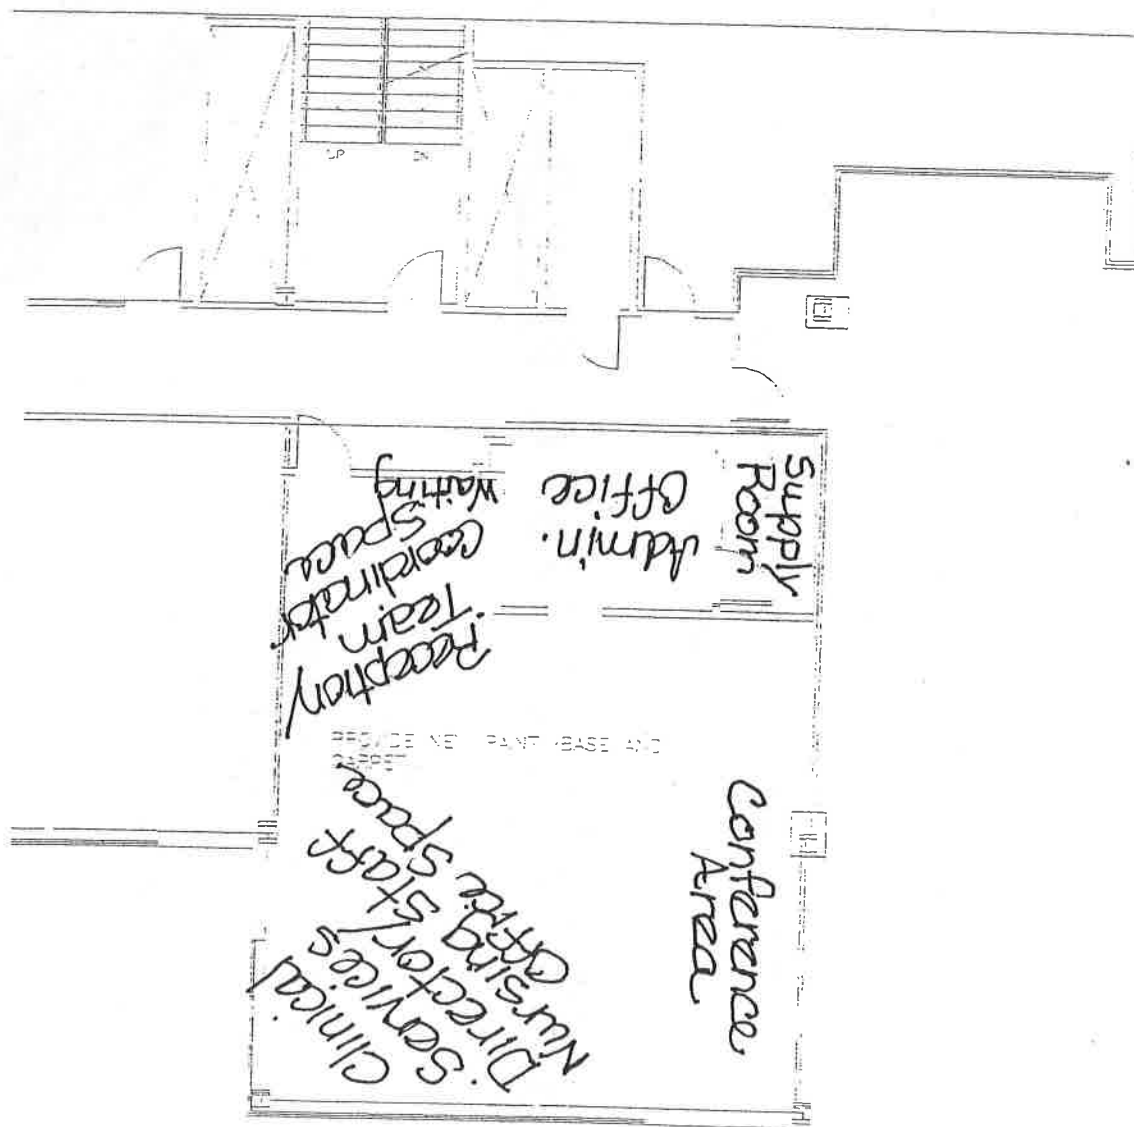 UP
DN
Supply
Room
Admin.
Office
Reception/
Team
Coordinator
Space
Waiting
PROVIDE NEW PAINT BASE AND
CARPET
Conference
Area
Clinical
Services
Director/Staff
Nursing Space
Office